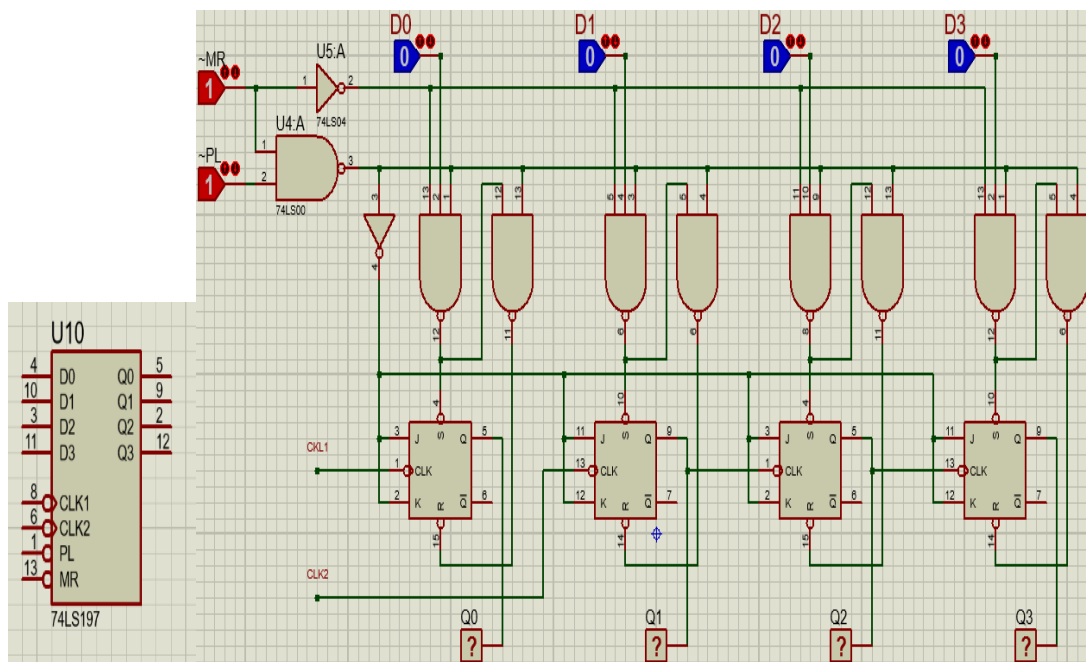 D0 D1 D2 D3
0 0 0 0
~MR
1
U5:A
1 2
74LS04
U4:A
1
2
3
74LS00
~PL
1
3
4
13 2 1 12 13 5 4 3 5 4 11 10 9 12 13 13 2 1 5 4
12 11 6 6 8 11 12 6
4 10 4 10
3 J S Q 5 11 J S Q 9 3 J S Q 5 11 J S Q 9
CKL1
1 CLK 13 CLK 1 CLK 13 CLK
2 K R Q 6 12 K R Q 7 2 K R Q 6 12 K R Q 7
15 14 15 14
CLK2
Q0 Q1 Q2 Q3
? ? ? ?
U10
4 D0 Q0 5
10 D1 Q1 9
3 D2 Q2 2
11 D3 Q3 12
8 CLK1
6 CLK2
1 PL
13 MR
74LS197